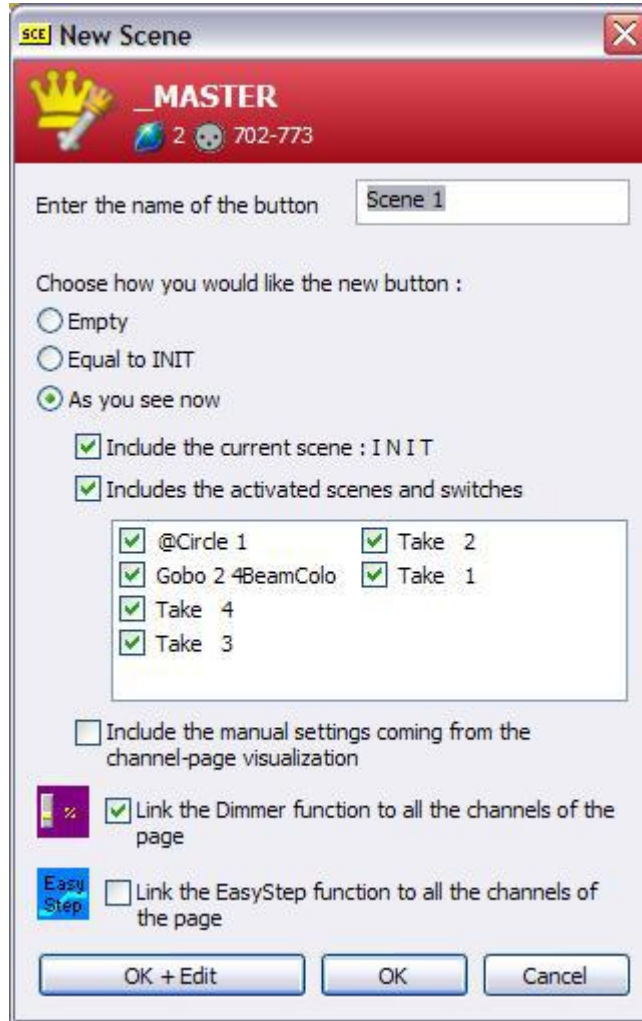 SCE New Scene
_MASTER
2 702-773
Enter the name of the button Scene 1
Choose how you would like the new button :
Empty
Equal to INIT
As you see now
Include the current scene : I N I T
Includes the activated scenes and switches
@Circle 1 Take 2
Gobo 2 4BeamColo Take 1
Take 4
Take 3
Include the manual settings coming from the
channel-page visualization
% Link the Dimmer function to all the channels of the
page
Easy Step Link the EasyStep function to all the channels of
the page
OK + Edit OK Cancel